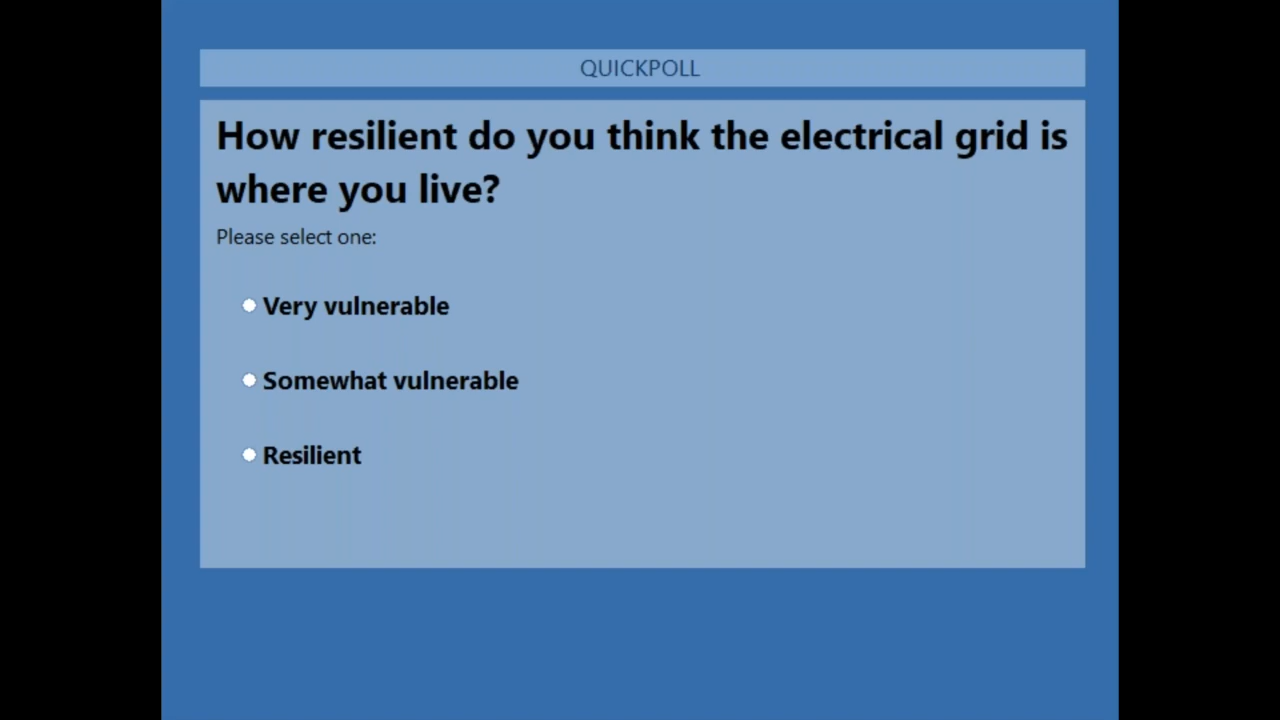 QUICKPOLL
How resilient do you think the electrical grid is
where you live?
Please select one:
Very vulnerable
Somewhat vulnerable
Resilient